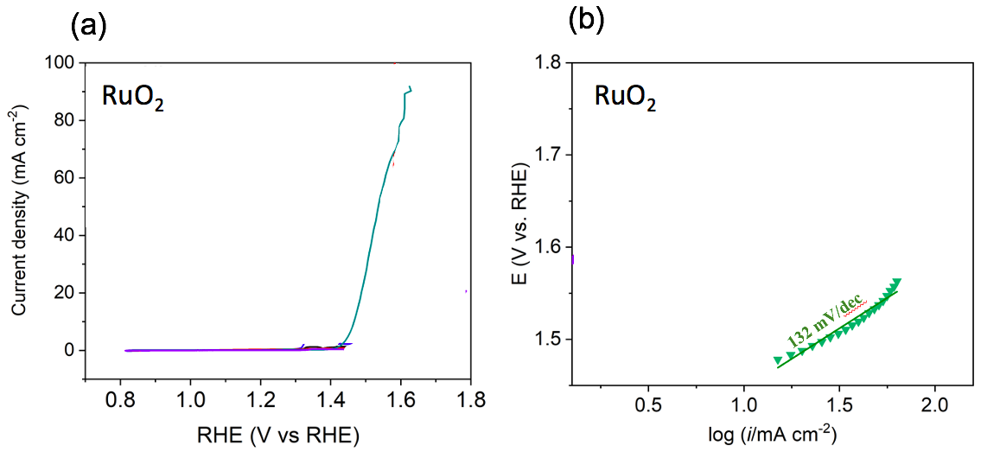 (a)
RuO₂
100
80
60
40
20
0
Current density (mA cm⁻²)
0.8 1.0 1.2 1.4 1.6 1.8
RHE (V vs RHE)
(b)
RuO₂
1.8
1.7
1.6
1.5
E (V vs. RHE)
132 mV/dec
0.5 1.0 1.5 2.0
log (i/mA cm⁻²)